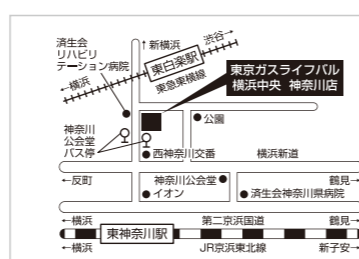 済生会
リハビリ
テーション病院
↑新横浜
渋谷→
東白楽駅
←横浜
東急東横線
東京ガスライフバル
横浜中央 神奈川店
公園
神奈川
公会堂
バス停
西神奈川交番
横浜新道
←反町
神奈川公会堂
鶴見→
イオン
済生会神奈川県病院
←横浜
第二京浜国道
鶴見→
東神奈川駅
←横浜
JR京浜東北線
新子安→